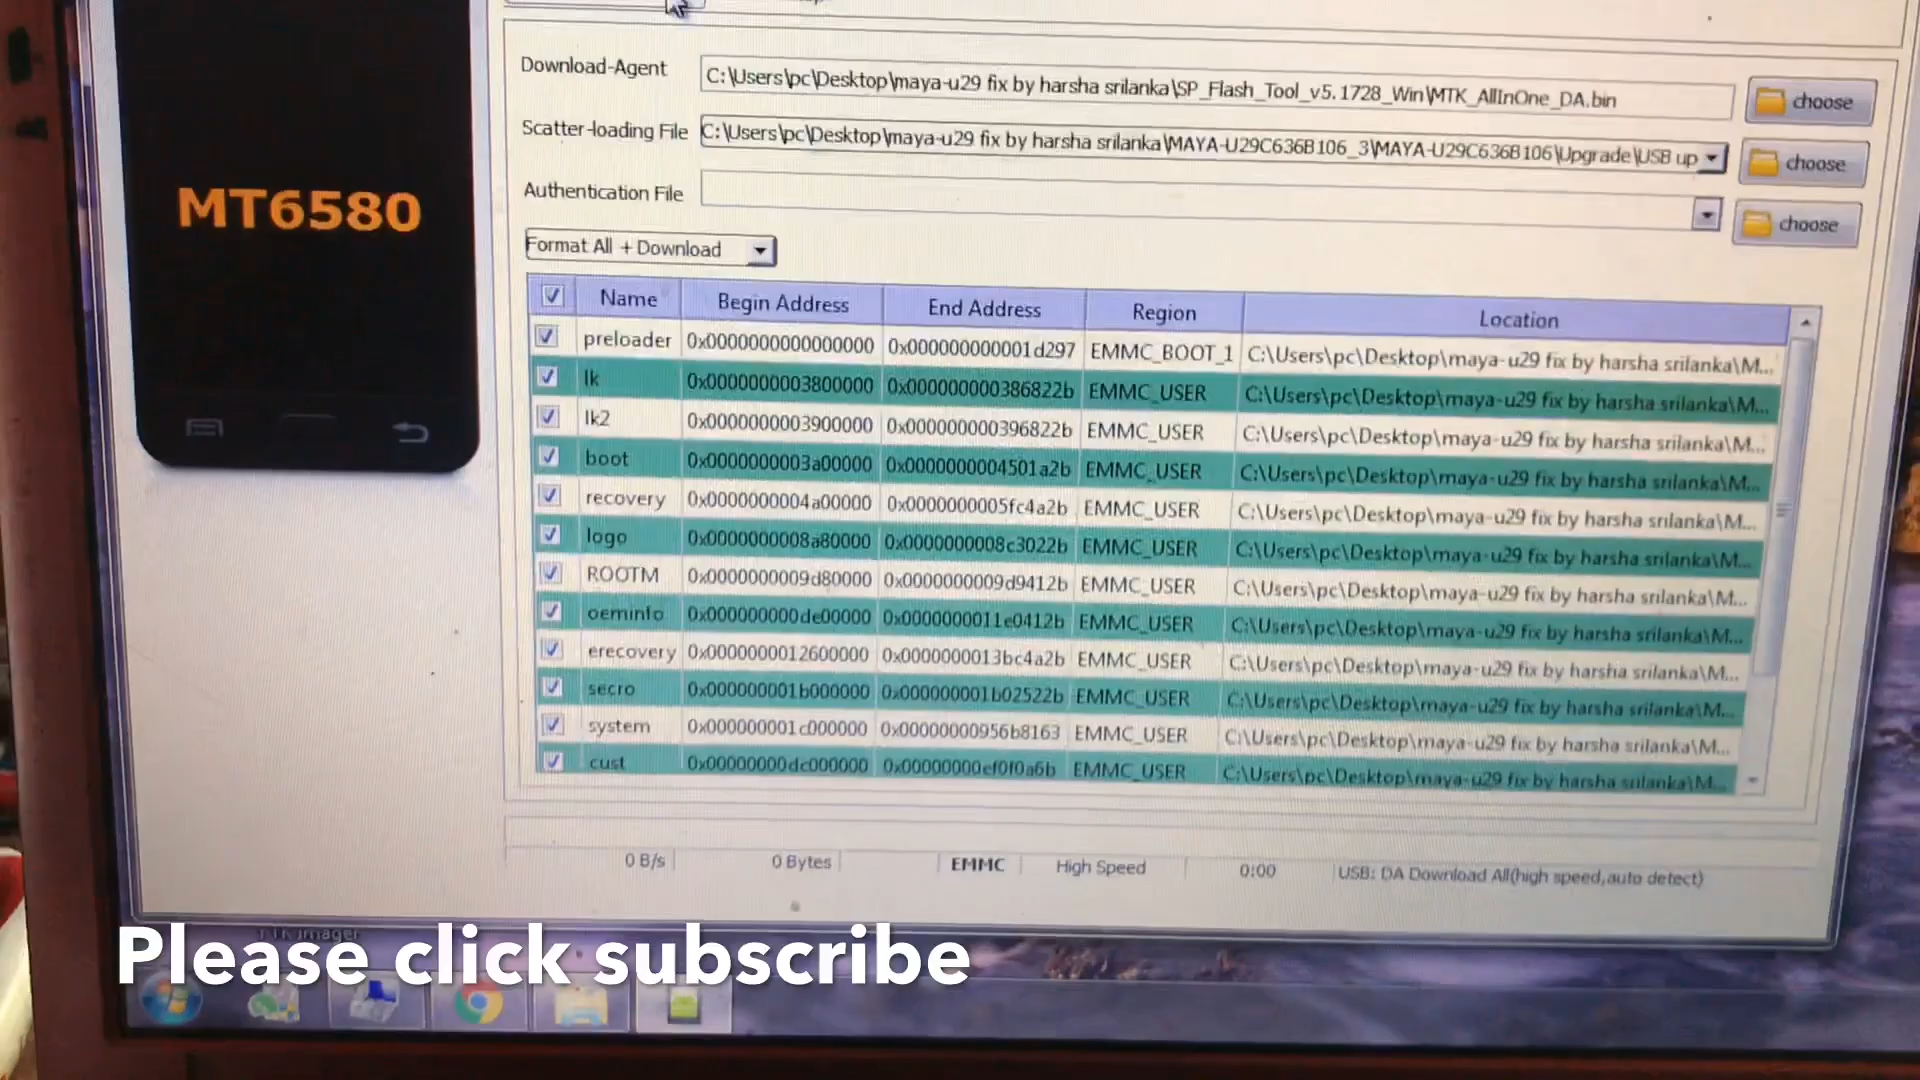 MT6580
Download-Agent C:\Users\pc\Desktop\maya-u29 fix by harsha srilanka\SP_Flash_Tool_v5.1728_Win\MTK_AllInOne_DA.bin choose
Scatter-loading File C:\Users\pc\Desktop\maya-u29 fix by harsha srilanka\MAYA-U29C636B106_3\MAYA-U29C636B106\Upgrade\USB up choose
Authentication File choose
Format All + Download
Name Begin Address End Address Region Location
preloader 0x0000000000000000 0x000000000001d297 EMMC_BOOT_1 C:\Users\pc\Desktop\maya-u29 fix by harsha srilanka\M...
lk 0x0000000003800000 0x000000000386822b EMMC_USER C:\Users\pc\Desktop\maya-u29 fix by harsha srilanka\M...
lk2 0x0000000003900000 0x000000000396822b EMMC_USER C:\Users\pc\Desktop\maya-u29 fix by harsha srilanka\M...
boot 0x0000000003a00000 0x0000000004501a2b EMMC_USER C:\Users\pc\Desktop\maya-u29 fix by harsha srilanka\M...
recovery 0x0000000004a00000 0x0000000005fc4a2b EMMC_USER C:\Users\pc\Desktop\maya-u29 fix by harsha srilanka\M...
logo 0x0000000008a80000 0x0000000008c3022b EMMC_USER C:\Users\pc\Desktop\maya-u29 fix by harsha srilanka\M...
ROOTM 0x0000000009d80000 0x0000000009d9412b EMMC_USER C:\Users\pc\Desktop\maya-u29 fix by harsha srilanka\M...
oeminfo 0x000000000de00000 0x0000000011e0412b EMMC_USER C:\Users\pc\Desktop\maya-u29 fix by harsha srilanka\M...
erecovery 0x0000000012600000 0x0000000013bc4a2b EMMC_USER C:\Users\pc\Desktop\maya-u29 fix by harsha srilanka\M...
secro 0x000000001b000000 0x000000001b02522b EMMC_USER C:\Users\pc\Desktop\maya-u29 fix by harsha srilanka\M...
system 0x000000001c000000 0x00000000956b8163 EMMC_USER C:\Users\pc\Desktop\maya-u29 fix by harsha srilanka\M...
cust 0x00000000dc000000 0x00000000ef0f0a6b EMMC_USER C:\Users\pc\Desktop\maya-u29 fix by harsha srilanka\M...
0 B/s 0 Bytes EMMC High Speed 0:00 USB: DA Download All(high speed,auto detect)
Please click subscribe